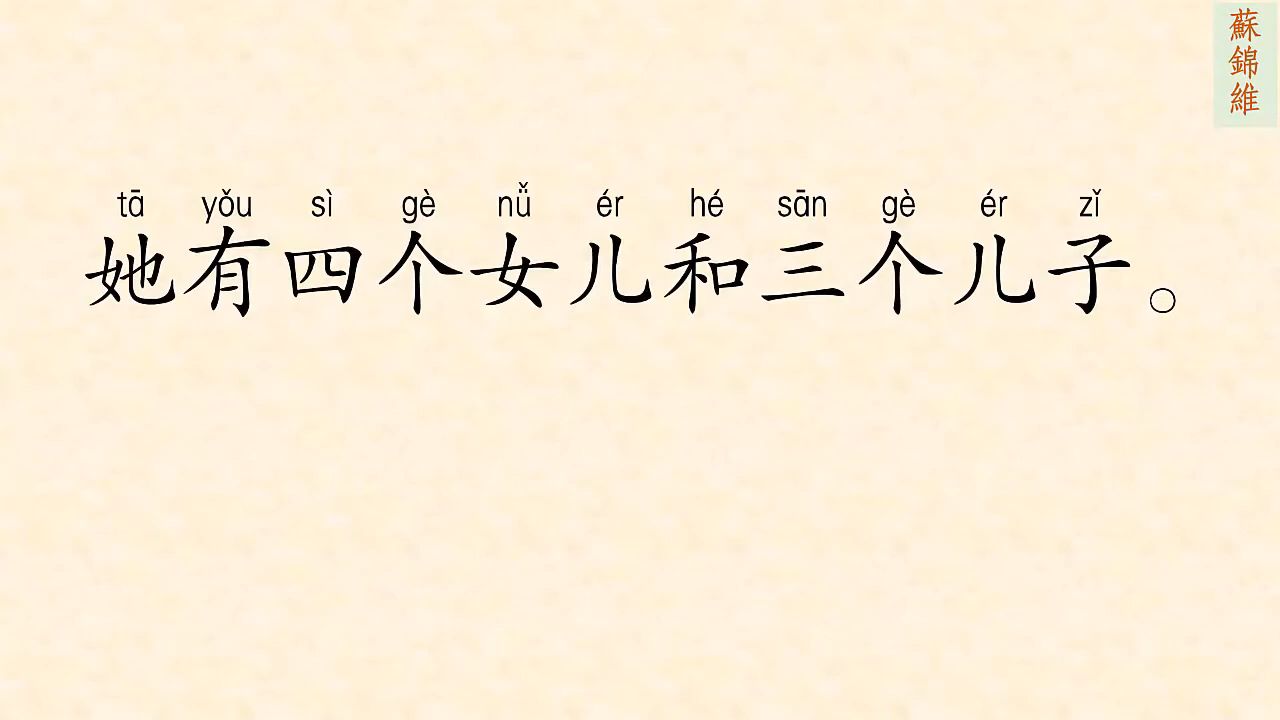 蘇錦維
tā yǒu sì gè nǚ ér hé sān gè ér zǐ
她有四个女儿和三个儿子。